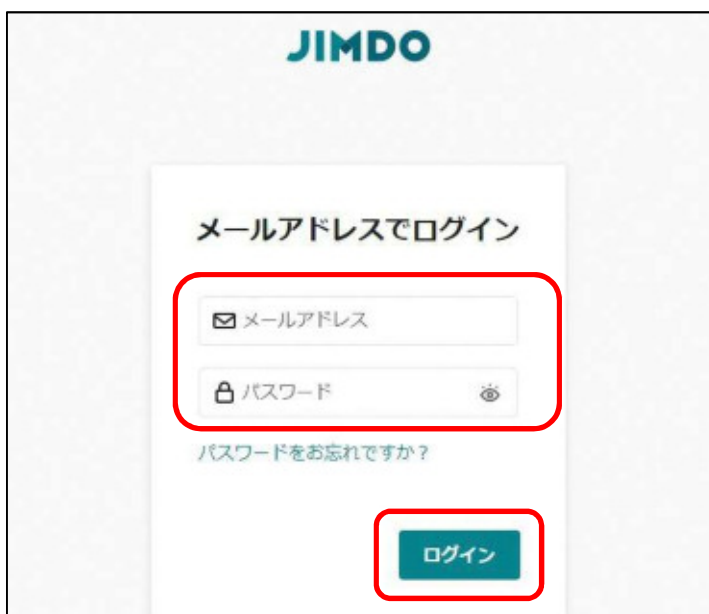 JIMDO
メールアドレスでログイン
メールアドレス
パスワード
パスワードをお忘れですか？
ログイン